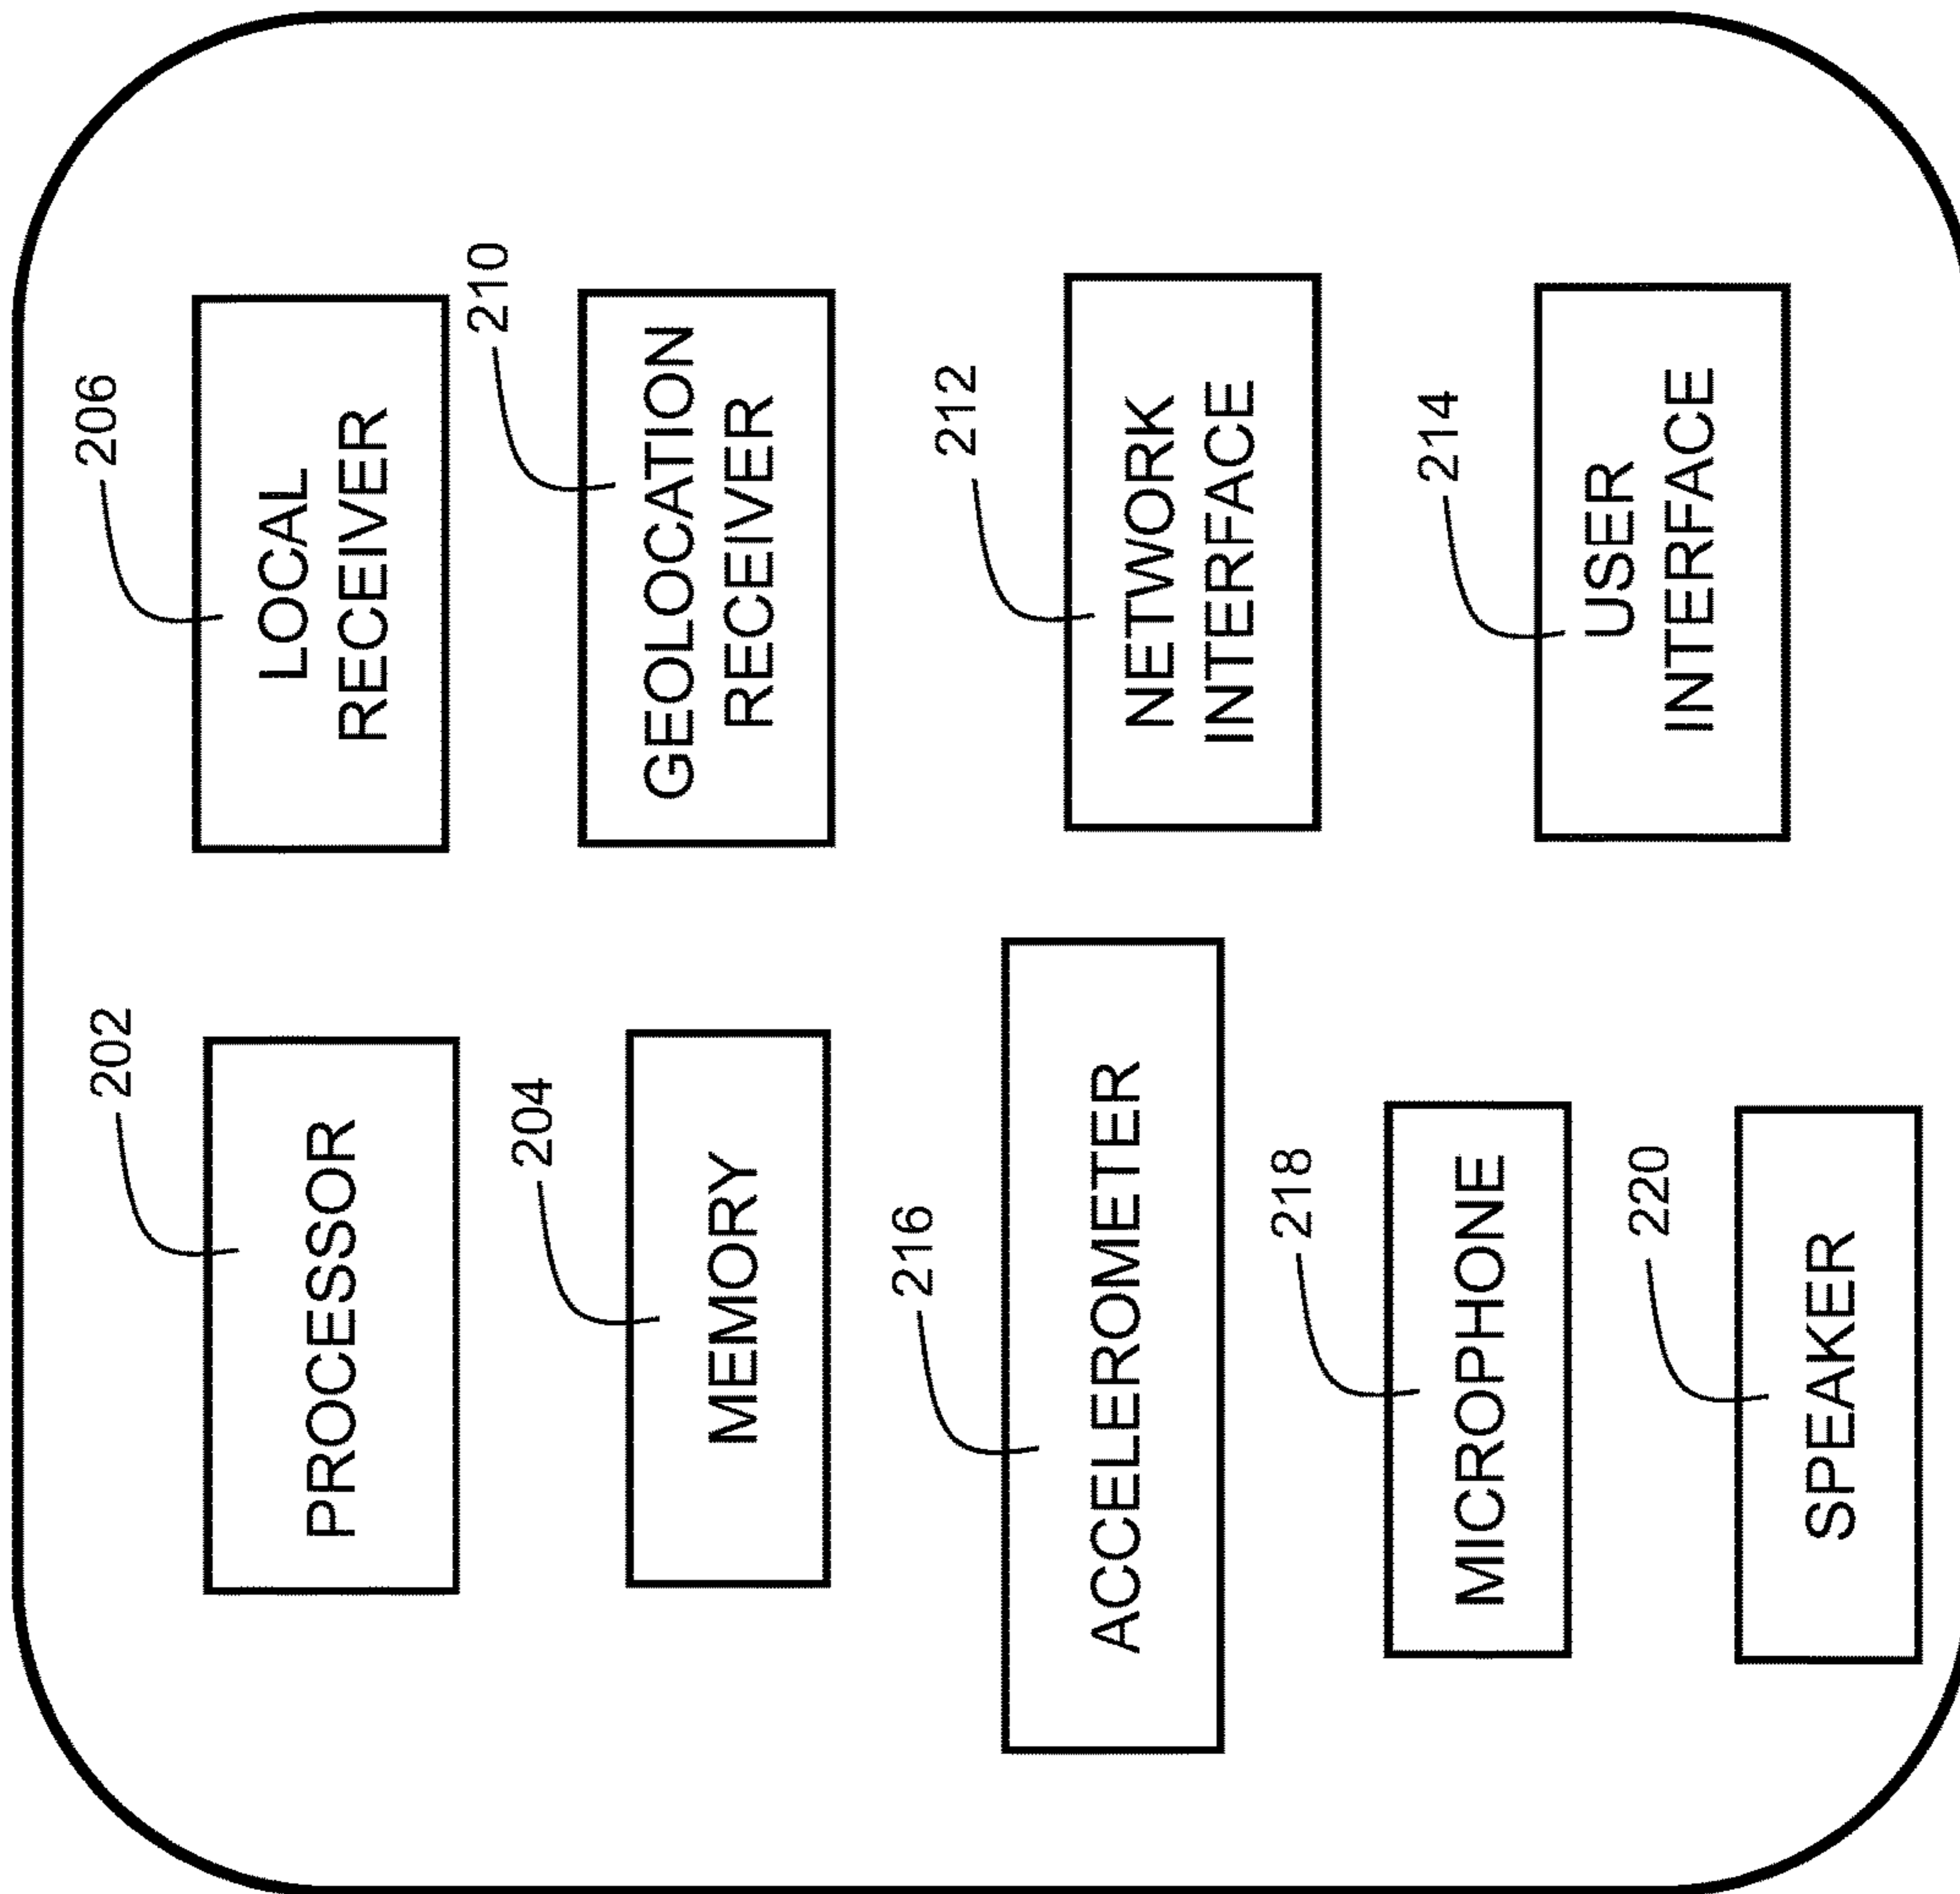 202
PROCESSOR
204
MEMORY
216
ACCELEROMETER
218
MICROPHONE
220
SPEAKER
206
LOCAL
RECEIVER
210
GEOLOCATION
RECEIVER
212
NETWORK
INTERFACE
214
USER
INTERFACE